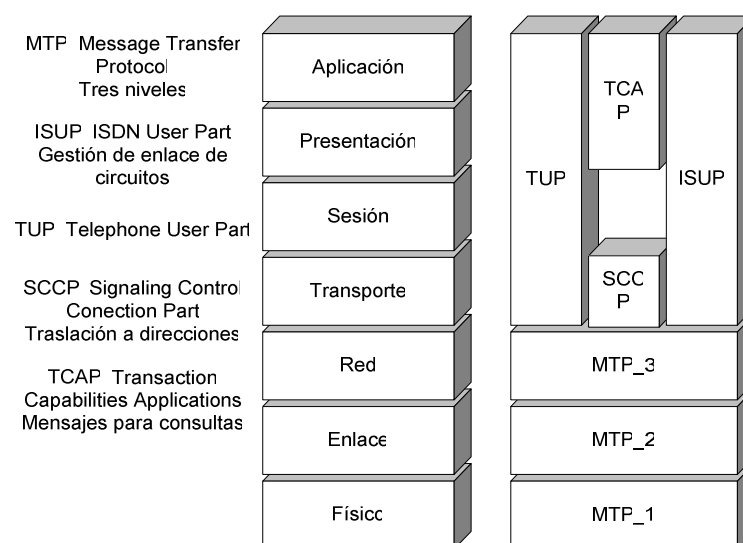 MTP Message Transfer
Protocol
Tres niveles
ISUP ISDN User Part
Gestión de enlace de
circuitos
TUP Telephone User Part
SCCP Signaling Control
Conection Part
Traslación a direcciones
TCAP Transaction
Capabilities Applications
Mensajes para consultas
Aplicación
Presentación
Sesión
Transporte
Red
Enlace
Físico
TUP
TCA
P
ISUP
SCC
P
MTP_3
MTP_2
MTP_1